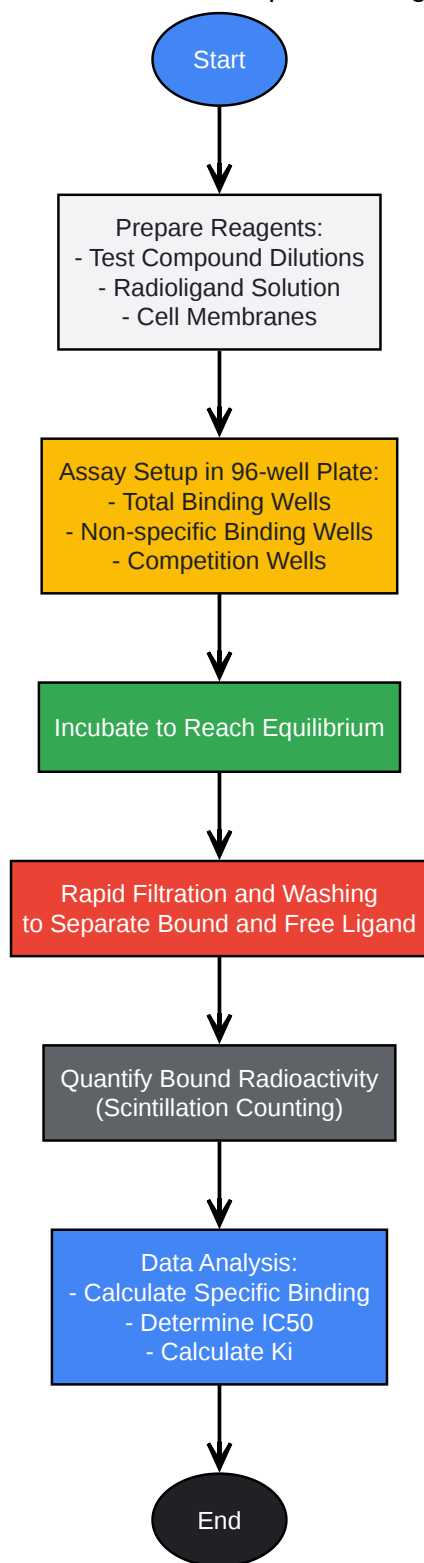 Start
Prepare Reagents:
- Test Compound Dilutions
- Radioligand Solution
- Cell Membranes
Assay Setup in 96-well Plate:
- Total Binding Wells
- Non-specific Binding Wells
- Competition Wells
Incubate to Reach Equilibrium
Rapid Filtration and Washing
to Separate Bound and Free Ligand
Quantify Bound Radioactivity
(Scintillation Counting)
Data Analysis:
- Calculate Specific Binding
- Determine IC50
- Calculate Ki
End